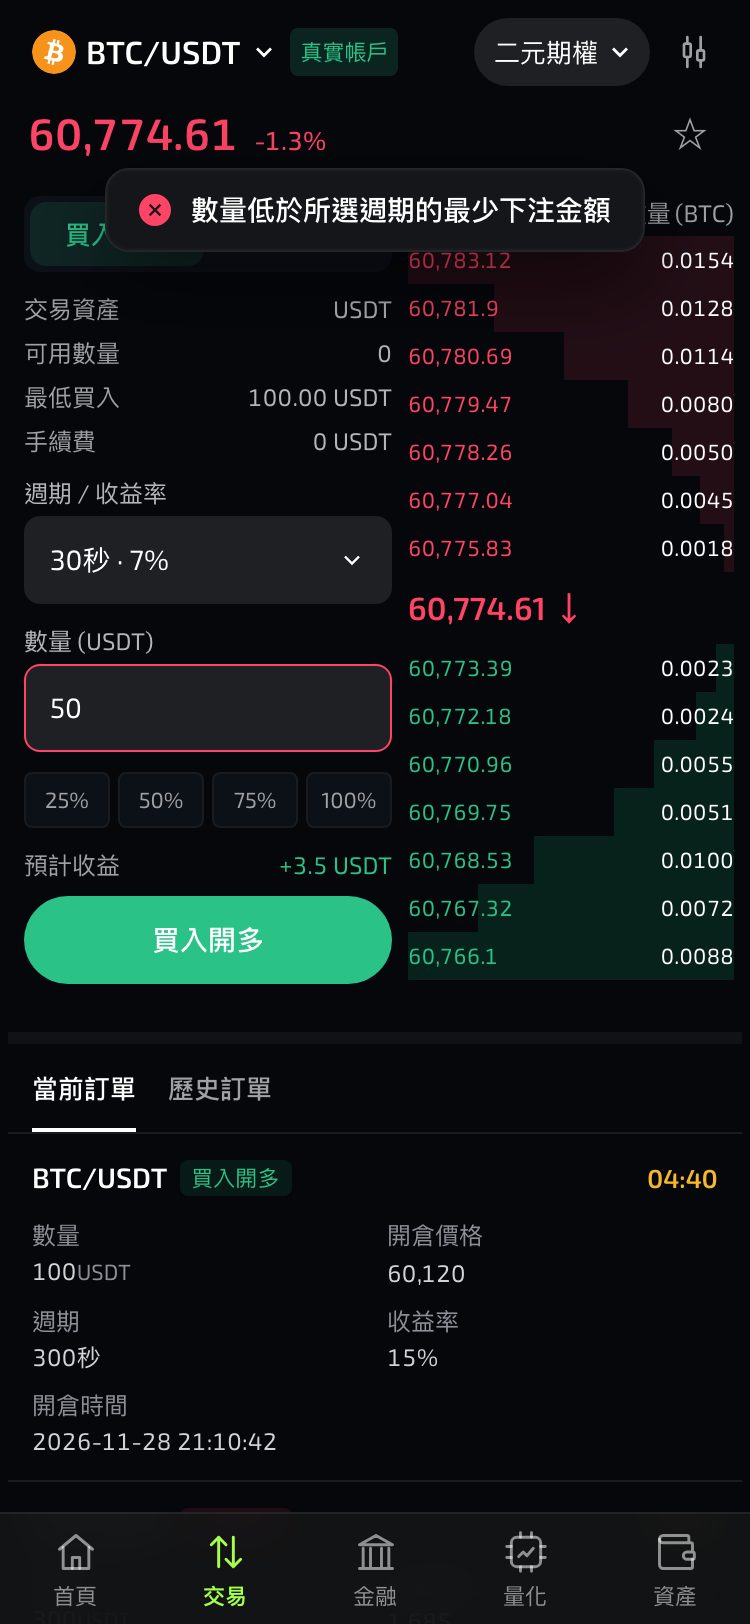 BTC/USDT 真實帳戶 二元期權
60,774.61 -1.3%
數量低於所選週期的最少下注金額
買入
量(BTC)
交易資產 USDT
可用數量 0
最低買入 100.00 USDT
手續費 0 USDT
週期 / 收益率
30秒 · 7%
數量 (USDT)
50
25% 50% 75% 100%
預計收益 +3.5 USDT
買入開多
60,783.12 0.0154
60,781.9 0.0128
60,780.69 0.0114
60,779.47 0.0080
60,778.26 0.0050
60,777.04 0.0045
60,775.83 0.0018
60,774.61 ↓
60,773.39 0.0023
60,772.18 0.0024
60,770.96 0.0055
60,769.75 0.0051
60,768.53 0.0100
60,767.32 0.0072
60,766.1 0.0088
當前訂單 歷史訂單
BTC/USDT 買入開多 04:40
數量 開倉價格
100USDT 60,120
週期 收益率
300秒 15%
開倉時間
2026-11-28 21:10:42
首頁 交易 金融 量化 資產